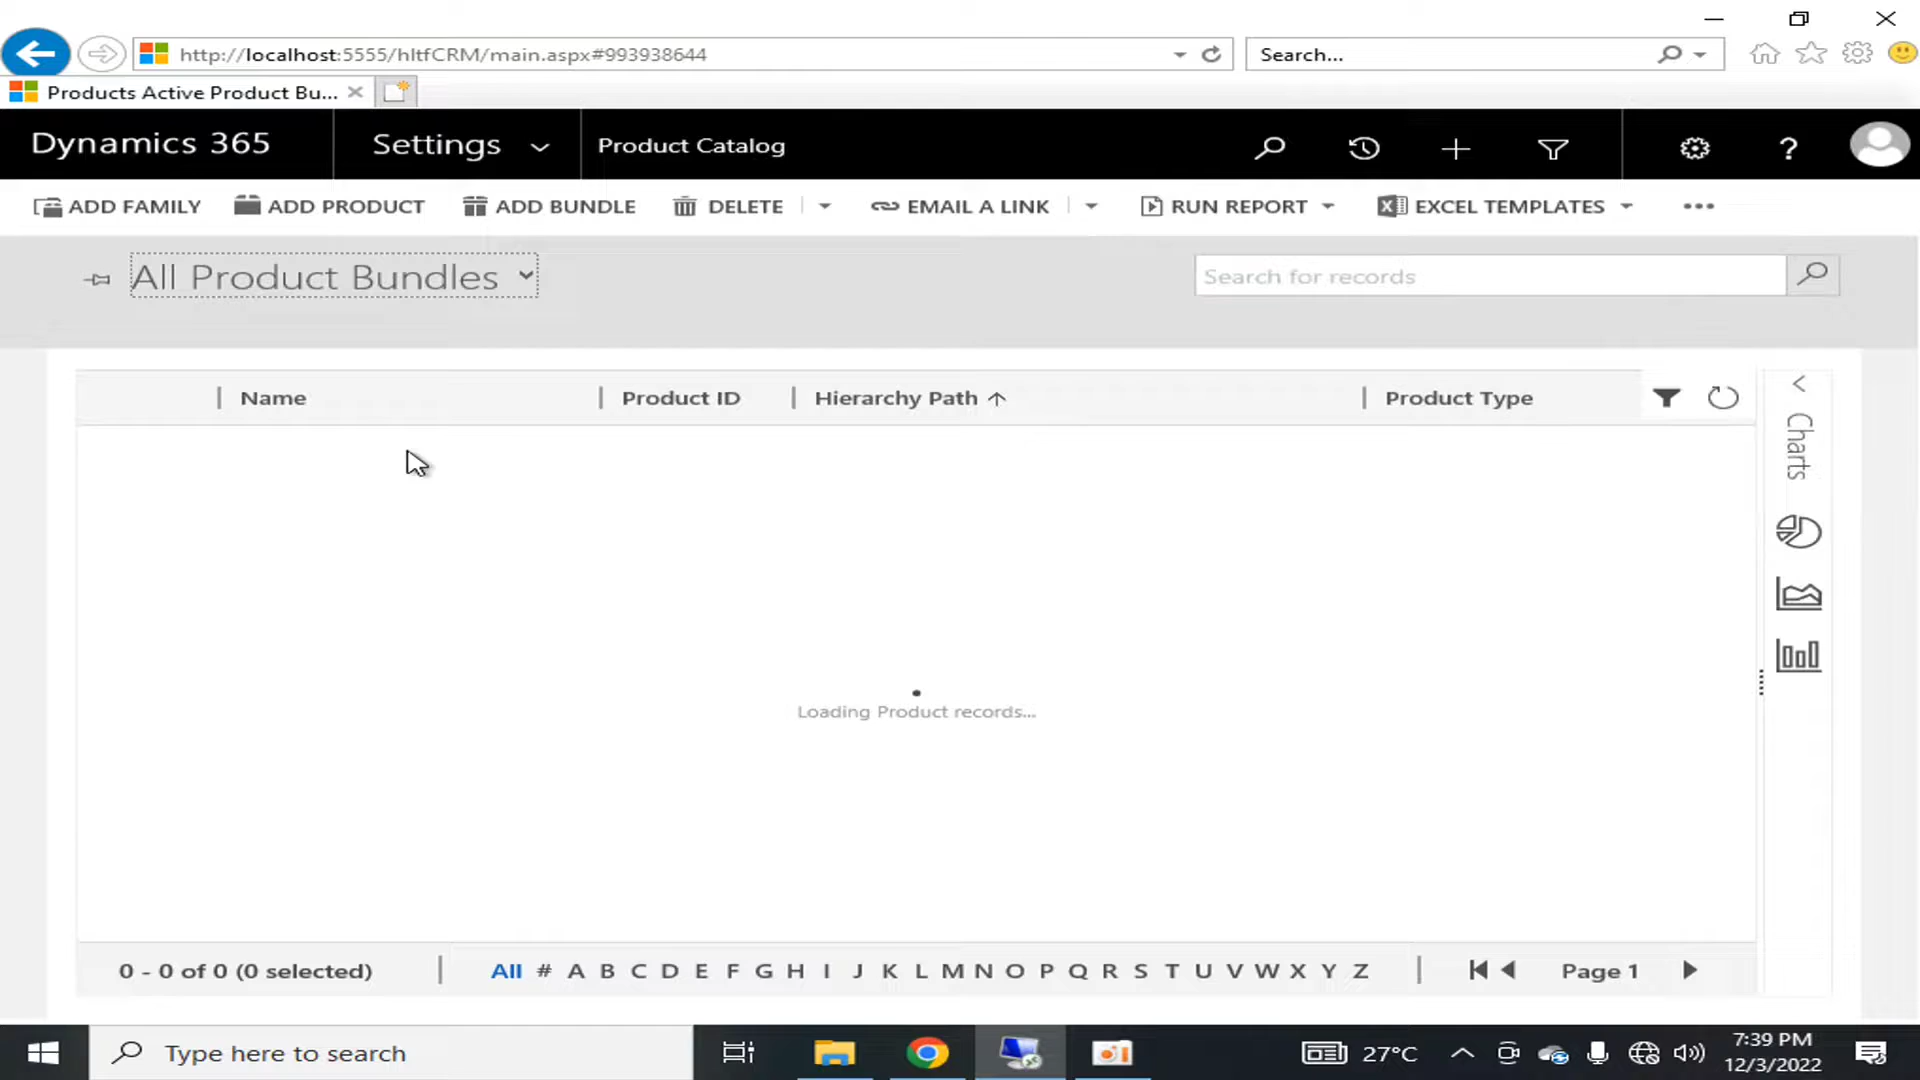 http://localhost:5555/hltfCRM/main.aspx#993938644
Search...
Products Active Product Bu...
Dynamics 365
Settings
Product Catalog
ADD FAMILY
ADD PRODUCT
ADD BUNDLE
DELETE
EMAIL A LINK
RUN REPORT
EXCEL TEMPLATES
All Product Bundles
Search for records
Name
Product ID
Hierarchy Path
Product Type
Charts
Loading Product records...
0 - 0 of 0 (0 selected)
All # A B C D E F G H I J K L M N O P Q R S T U V W X Y Z
Page 1
Type here to search
27°C
7:39 PM
12/3/2022